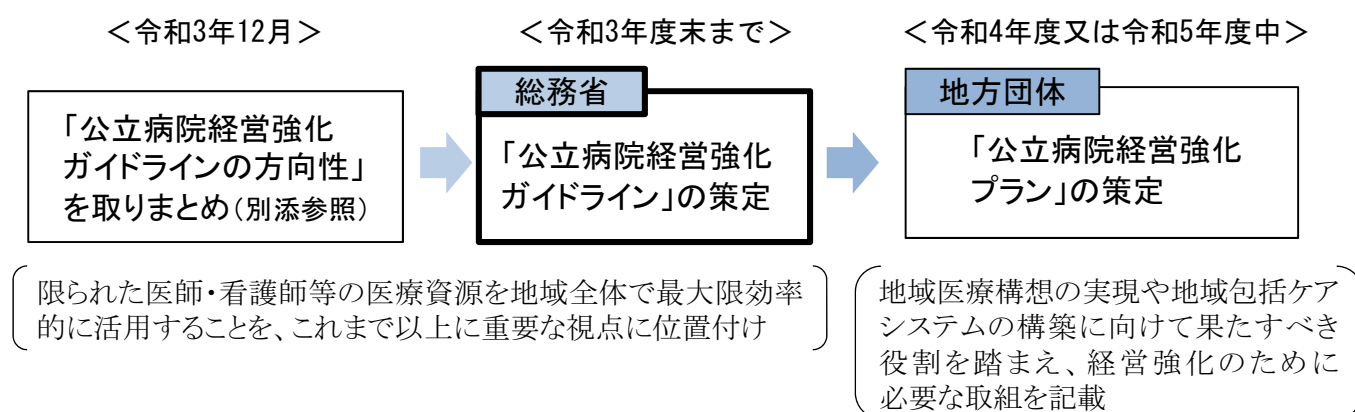 <令和3年12月>
<令和3年度末まで>
<令和4年度又は令和5年度中>
「公立病院経営強化
ガイドラインの方向性」
を取りまとめ(別添参照)
総務省
「公立病院経営強化
ガイドライン」の策定
地方団体
「公立病院経営強化
プラン」の策定
限られた医師・看護師等の医療資源を地域全体で最大限効率
的に活用することを、これまで以上に重要な視点に位置付け
地域医療構想の実現や地域包括ケア
システムの構築に向けて果たすべき
役割を踏まえ、経営強化のために
必要な取組を記載